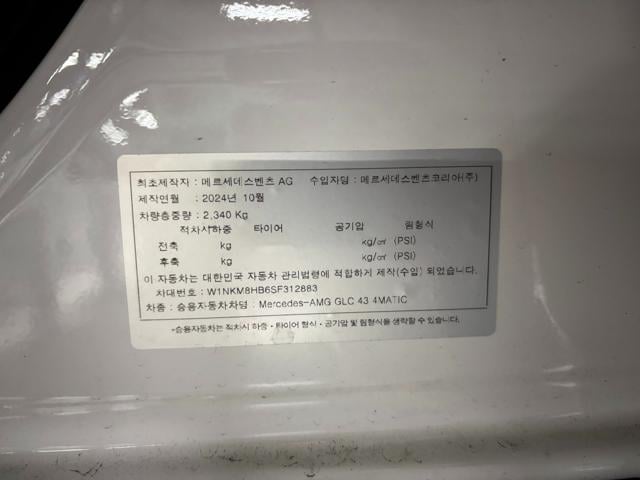 최초제작자 : 메르세데스벤츠 AG 수입자명 : 메르세데스벤츠코리아(주)
제작연월 : 2024년 10월
차량총중량 : 2,340 Kg
적차시하중 타이어 공기압 림형식
전축 kg kg/㎠ (PSI)
후축 kg kg/㎠ (PSI)
이 자동차는 대한민국 자동차 관리법령에 적합하게 제작(수입) 되었습니다.
차대번호 : W1NKM8HB6SF312883
차종 : 승용자동차차명 : Mercedes-AMG GLC 43 4MATIC
-승용자동차는 적차시 하중·타이어 형식·공기압 및 림형식을 생략할 수 있습니다.